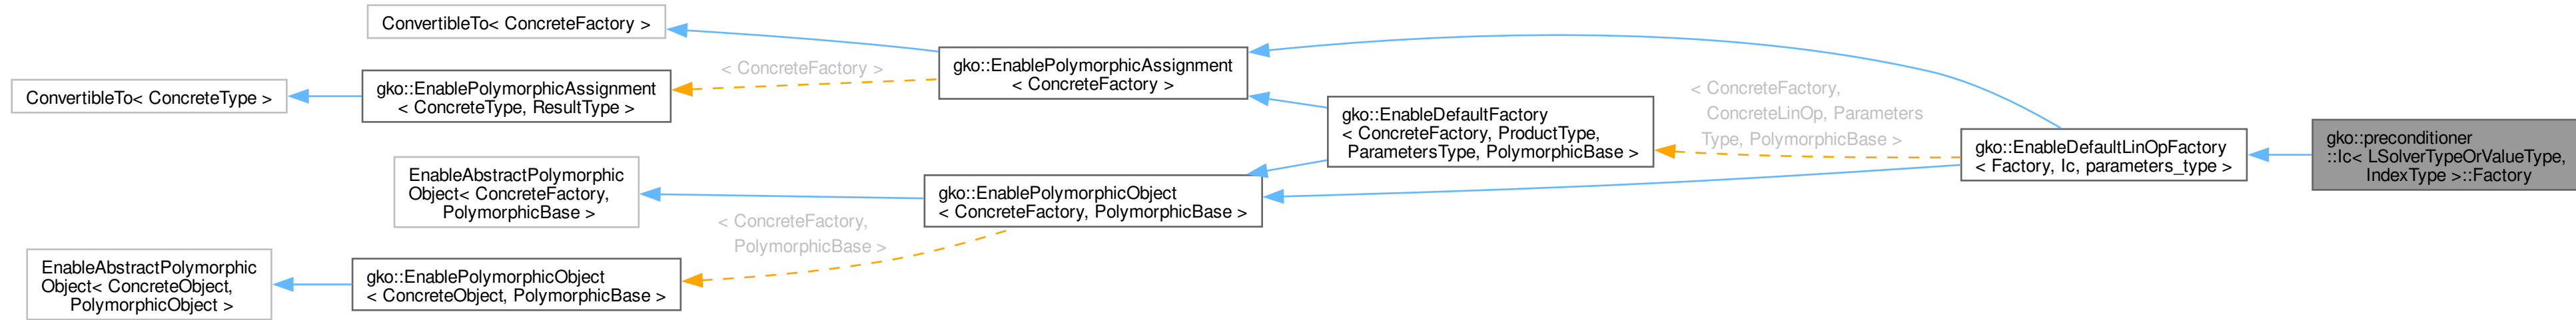 ConvertibleTo< ConcreteFactory >
ConvertibleTo< ConcreteType >
gko::EnablePolymorphicAssignment
< ConcreteType, ResultType >
< ConcreteFactory >
gko::EnablePolymorphicAssignment
< ConcreteFactory >
EnableAbstractPolymorphic
Object< ConcreteFactory,
PolymorphicBase >
EnableAbstractPolymorphic
Object< ConcreteObject,
PolymorphicObject >
gko::EnablePolymorphicObject
< ConcreteObject, PolymorphicBase >
< ConcreteFactory,
PolymorphicBase >
gko::EnablePolymorphicObject
< ConcreteFactory, PolymorphicBase >
gko::EnableDefaultFactory
< ConcreteFactory, ProductType,
ParametersType, PolymorphicBase >
< ConcreteFactory,
ConcreteLinOp, Parameters
Type, PolymorphicBase >
gko::EnableDefaultLinOpFactory
< Factory, Ic, parameters_type >
gko::preconditioner
::Ic< LSolverTypeOrValueType,
IndexType >::Factory